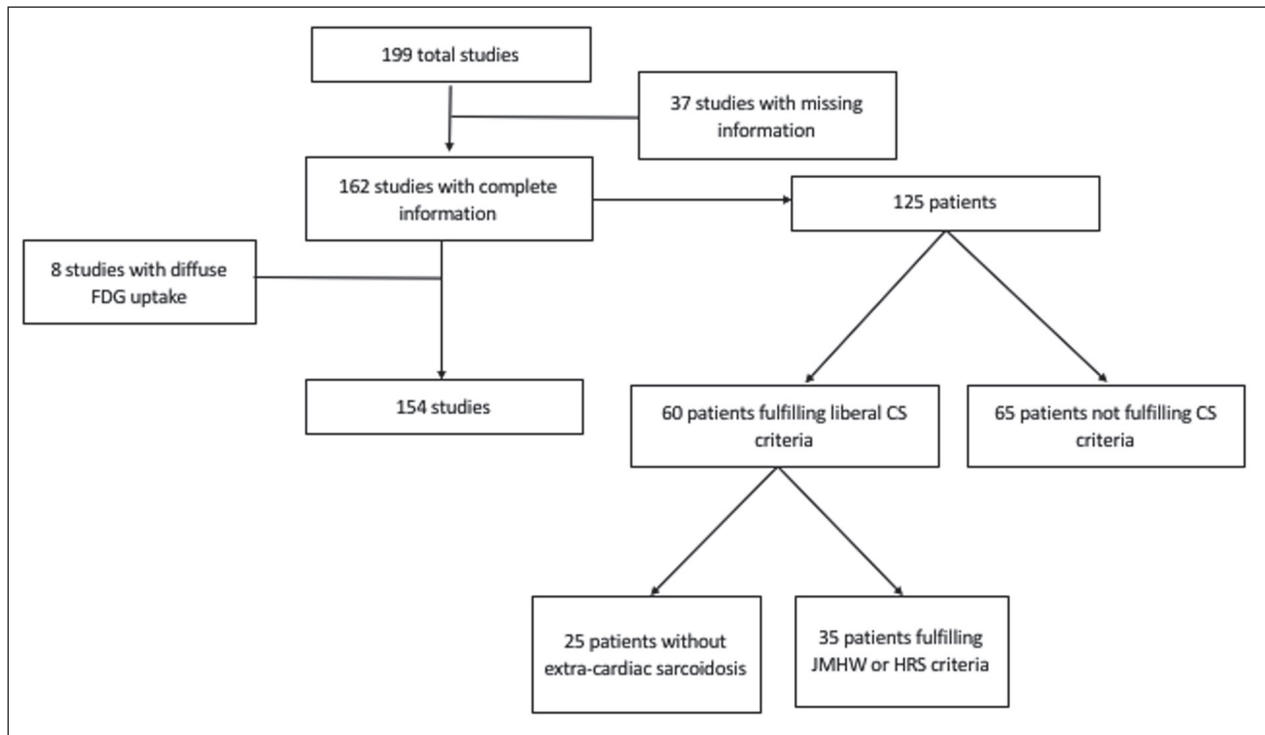 199 total studies
37 studies with missing
information
162 studies with complete
information
125 patients
8 studies with diffuse
FDG uptake
154 studies
60 patients fulfilling liberal CS
criteria
65 patients not fulfilling CS
criteria
25 patients without
extra-cardiac sarcoidosis
35 patients fulfilling
JMHW or HRS criteria